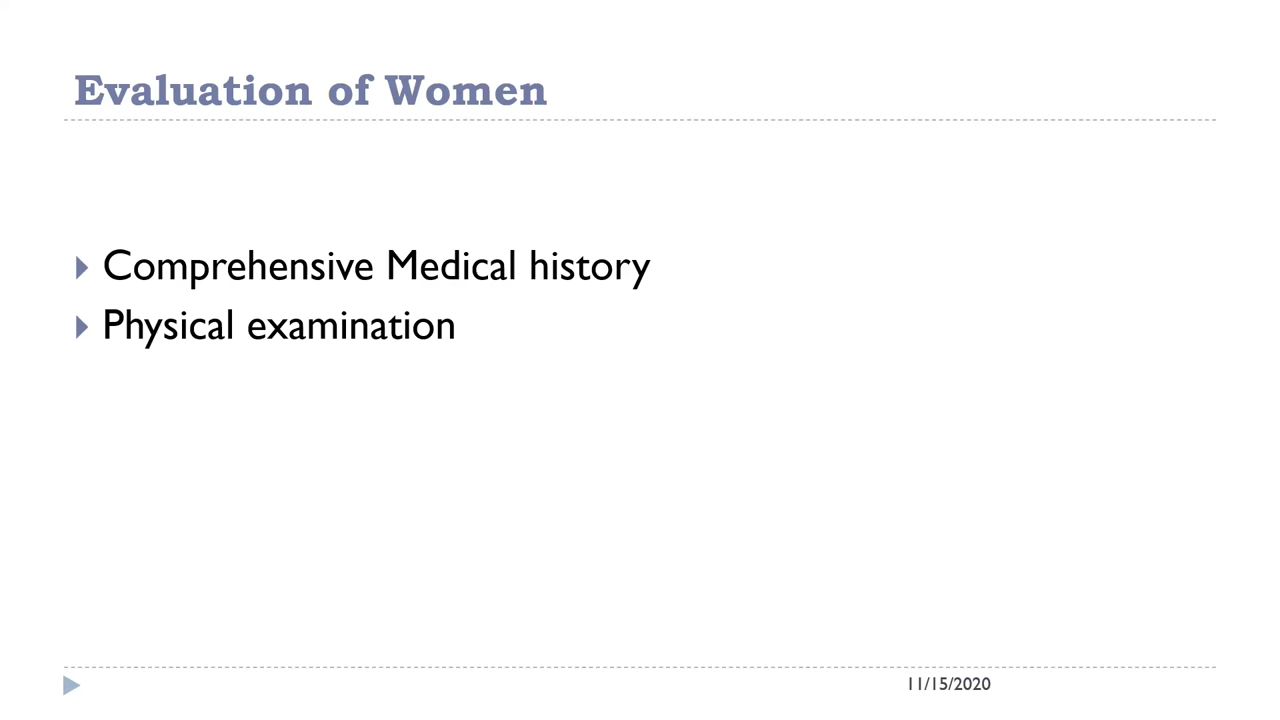 Evaluation of Women
Comprehensive Medical history
Physical examination
11/15/2020